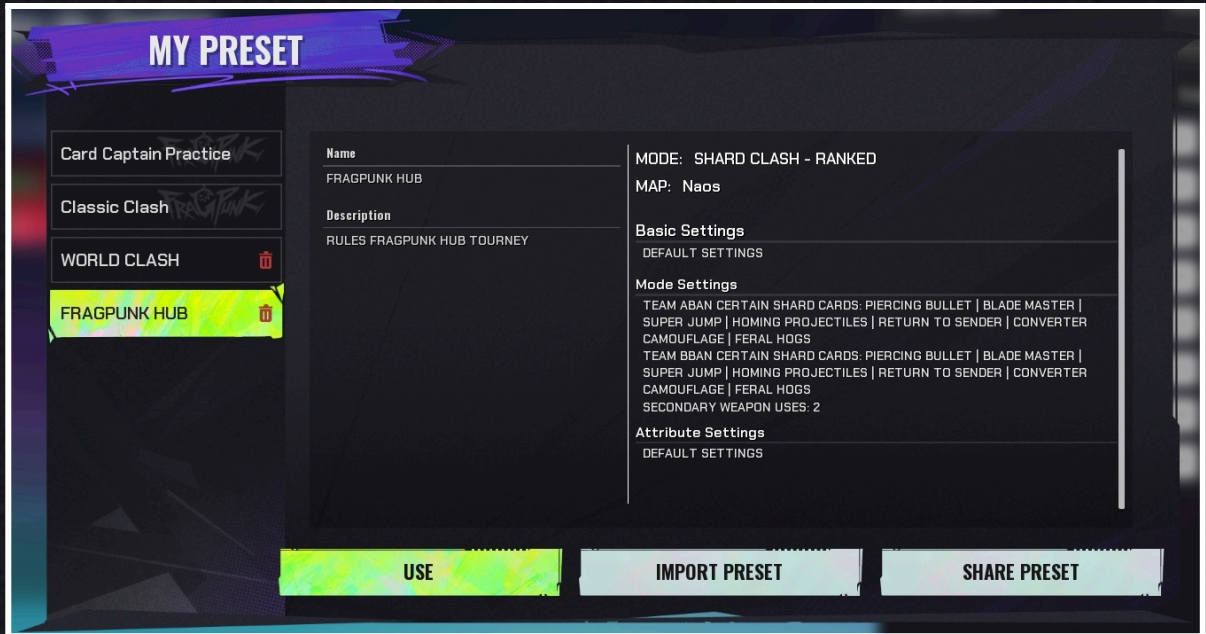 MY PRESET
Card Captain Practice
Classic Clash
WORLD CLASH
FRAGPUNK HUB
Name
FRAGPUNK HUB
Description
RULES FRAGPUNK HUB TOURNEY
MODE: SHARD CLASH - RANKED
MAP: Naos
Basic Settings
DEFAULT SETTINGS
Mode Settings
TEAM ABAN CERTAIN SHARD CARDS: PIERCING BULLET | BLADE MASTER |
SUPER JUMP | HOMING PROJECTILES | RETURN TO SENDER | CONVERTER
CAMOUFLAGE | FERAL HOGS
TEAM BBAN CERTAIN SHARD CARDS: PIERCING BULLET | BLADE MASTER |
SUPER JUMP | HOMING PROJECTILES | RETURN TO SENDER | CONVERTER
CAMOUFLAGE | FERAL HOGS
SECONDARY WEAPON USES: 2
Attribute Settings
DEFAULT SETTINGS
USE
IMPORT PRESET
SHARE PRESET